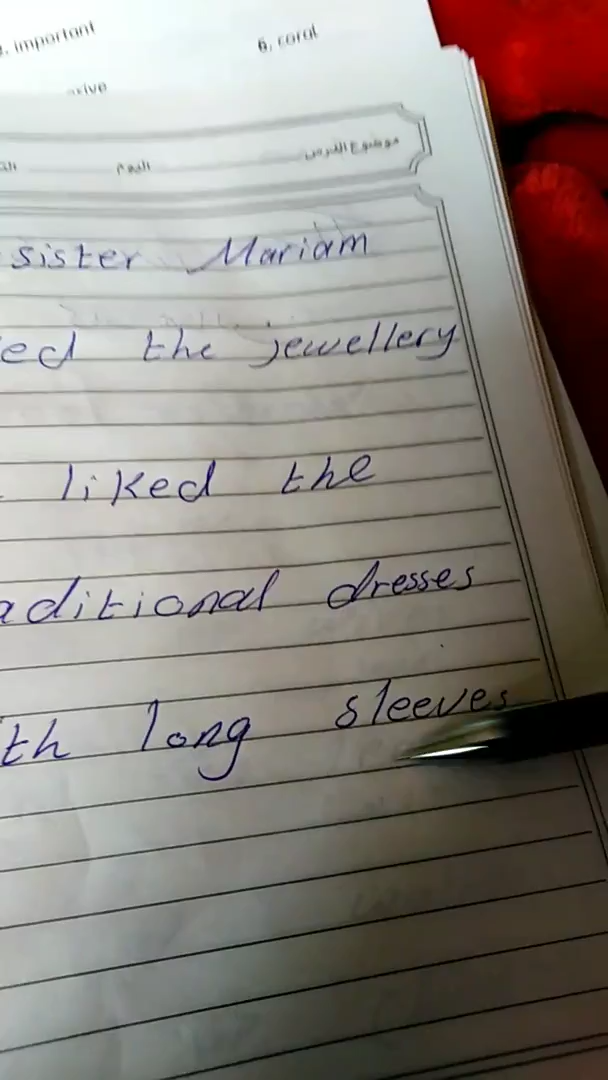 important
6. coral
موضوع الدرس
اليوم
sister Mariam
ed the jewellery
liked the
aditional dresses
th long sleeves